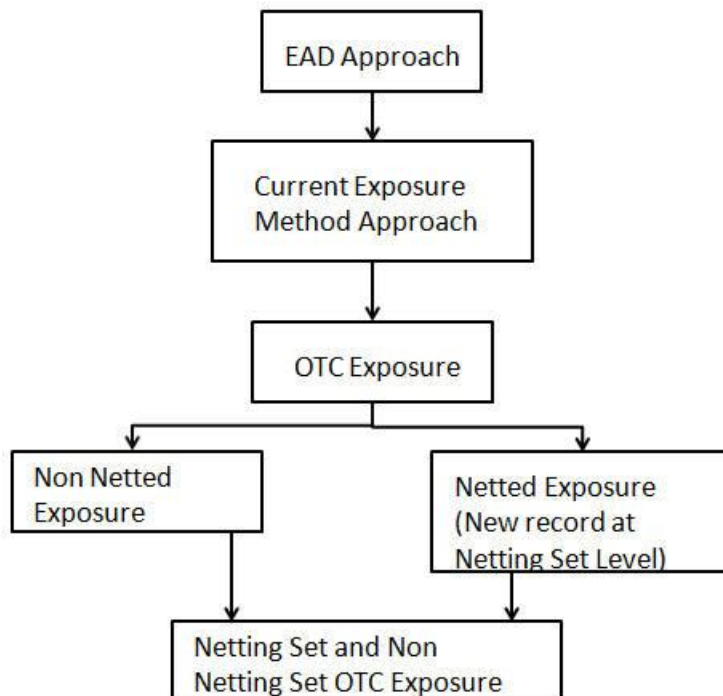 EAD Approach
Current Exposure
Method Approach
OTC Exposure
Non Netted
Exposure
Netted Exposure
(New record at
Netting Set Level)
Netting Set and Non
Netting Set OTC Exposure